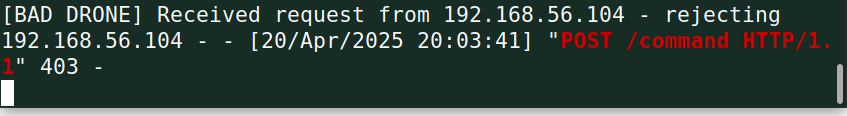 [BAD DRONE] Received request from 192.168.56.104 - rejecting
192.168.56.104 - - [20/Apr/2025 20:03:41] "POST /command HTTP/1.
1" 403 -